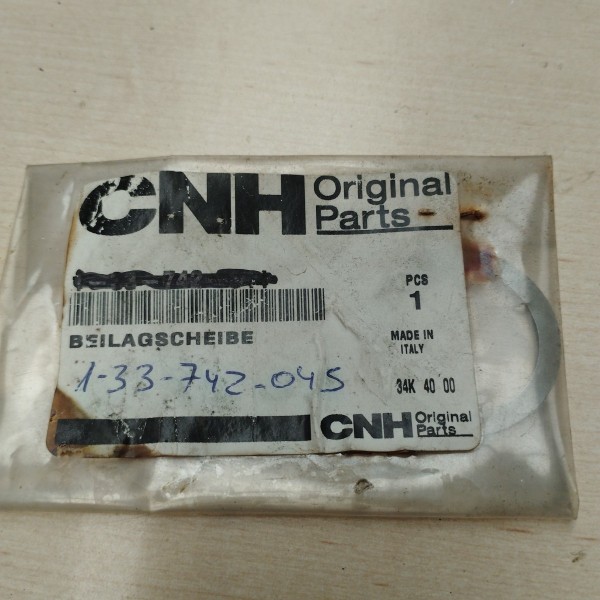 CNH Original Parts
PCS
1
BEILAGSCHEIBE
MADE IN
ITALY
1-33-742-045
34K 40 00
CNH Original Parts